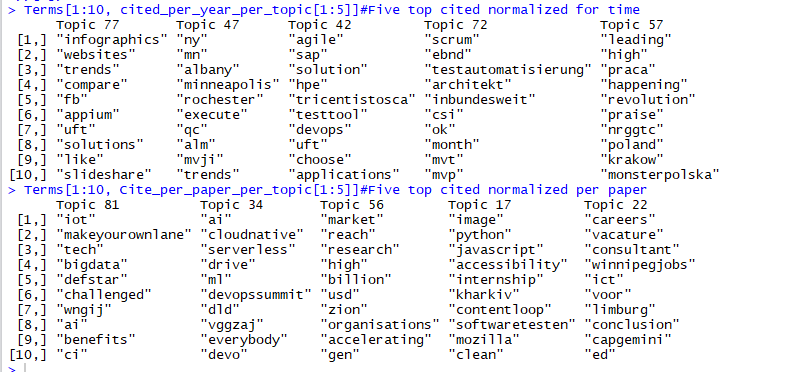 > Terms[1:10, cited_per_year_per_topic[1:5]]#Five top cited normalized for time
      Topic 77       Topic 47      Topic 42         Topic 72             Topic 57
 [1,] "infographics" "ny"          "agile"          "scrum"              "leading"
 [2,] "websites"     "mn"          "sap"            "ebnd"               "high"
 [3,] "trends"       "albany"      "solution"       "testautomatisierung" "praca"
 [4,] "compare"      "minneapolis" "hpe"            "architekt"          "happening"
 [5,] "fb"           "rochester"   "tricentistosca" "inbundesweit"       "revolution"
 [6,] "appium"       "execute"     "testtool"       "csi"                "praise"
 [7,] "uft"          "qc"          "devops"         "ok"                 "nrggtc"
 [8,] "solutions"    "alm"         "uft"            "month"              "poland"
 [9,] "like"         "mvji"        "choose"         "mvt"                "krakow"
[10,] "slideshare"   "trends"      "applications"   "mvp"                "monsterpolska"
> Terms[1:10, Cite_per_paper_per_topic[1:5]]#Five top cited normalized per paper
      Topic 81          Topic 34       Topic 56        Topic 17          Topic 22
 [1,] "iot"             "ai"           "market"        "image"           "careers"
 [2,] "makeyourownlane" "cloudnative"  "reach"         "python"          "vacature"
 [3,] "tech"            "serverless"   "research"      "javascript"      "consultant"
 [4,] "bigdata"         "drive"        "high"          "accessibility"   "winnipegjobs"
 [5,] "defstar"         "ml"           "billion"       "internship"      "ict"
 [6,] "challenged"      "devopssummit" "usd"           "kharkiv"         "voor"
 [7,] "wngij"           "dld"          "zion"          "contentloop"     "limburg"
 [8,] "ai"              "vggzaj"       "organisations" "softwaretesten"  "conclusion"
 [9,] "benefits"        "everybody"    "accelerating"  "mozilla"         "capgemini"
[10,] "ci"              "devo"         "gen"           "clean"           "ed"
>